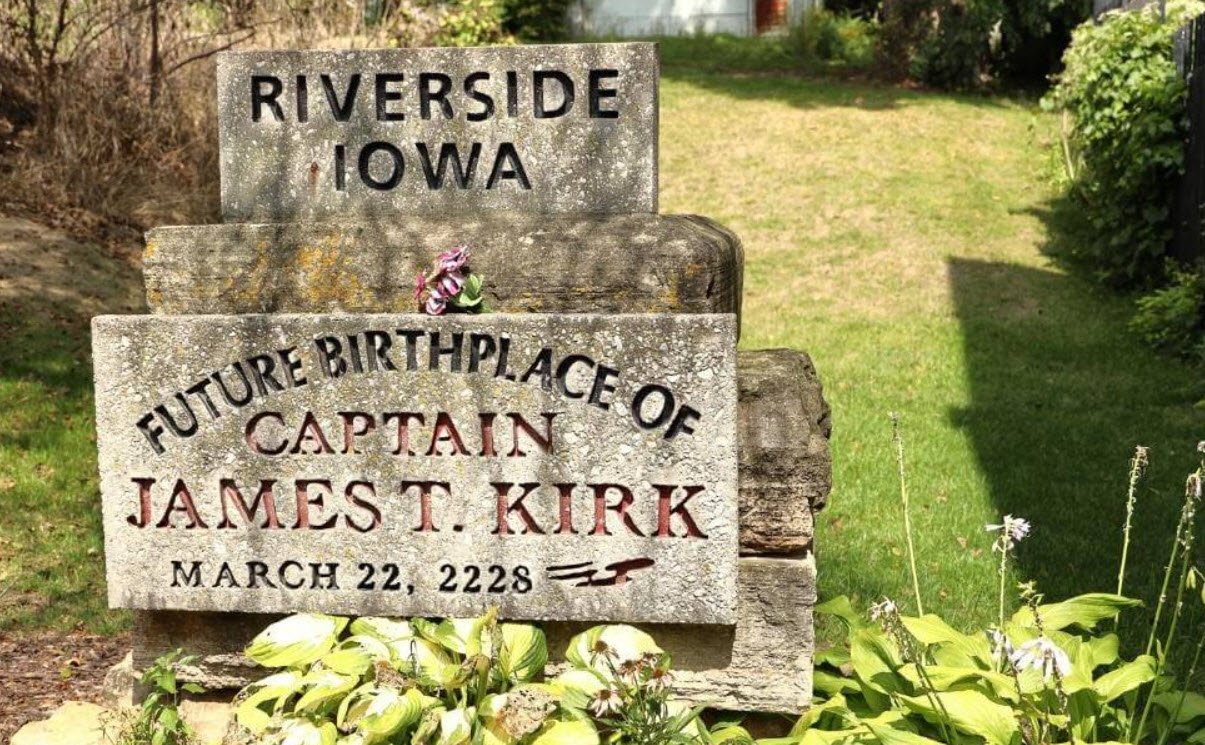 RIVERSIDE
IOWA
FUTURE BIRTHPLACE OF
CAPTAIN
JAMES T. KIRK
MARCH 22, 2228